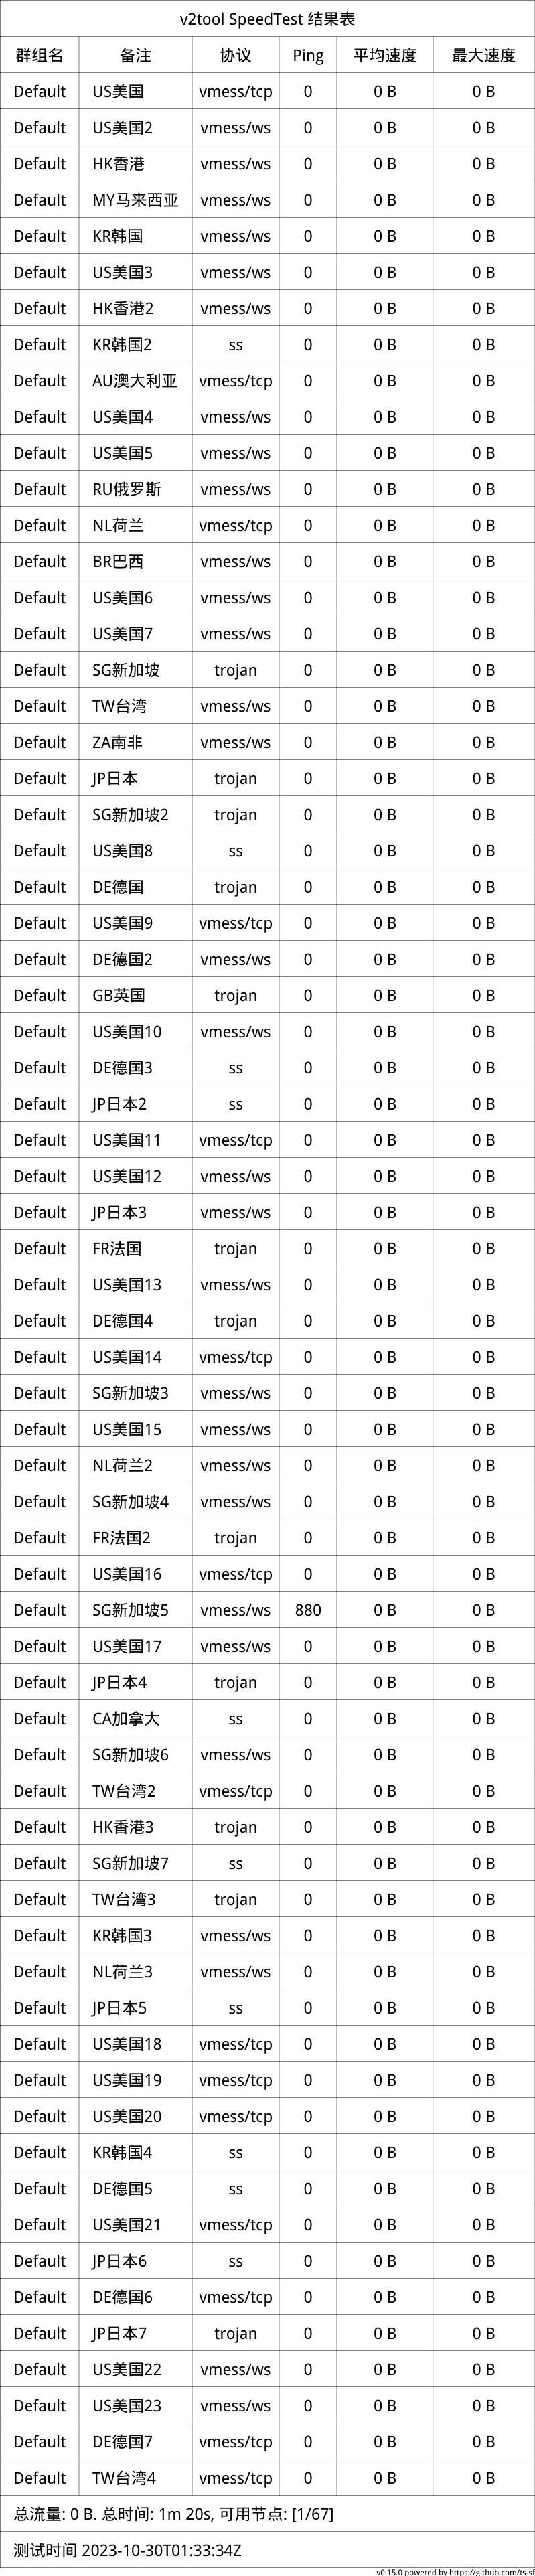 v2tool SpeedTest 结果表
群组名 备注 协议 Ping 平均速度 最大速度
Default US美国 vmess/tcp 0 0 B 0 B
Default US美国2 vmess/ws 0 0 B 0 B
Default HK香港 vmess/ws 0 0 B 0 B
Default MY马来西亚 vmess/ws 0 0 B 0 B
Default KR韩国 vmess/ws 0 0 B 0 B
Default US美国3 vmess/ws 0 0 B 0 B
Default HK香港2 vmess/ws 0 0 B 0 B
Default KR韩国2 ss 0 0 B 0 B
Default AU澳大利亚 vmess/tcp 0 0 B 0 B
Default US美国4 vmess/ws 0 0 B 0 B
Default US美国5 vmess/ws 0 0 B 0 B
Default RU俄罗斯 vmess/ws 0 0 B 0 B
Default NL荷兰 vmess/tcp 0 0 B 0 B
Default BR巴西 vmess/ws 0 0 B 0 B
Default US美国6 vmess/ws 0 0 B 0 B
Default US美国7 vmess/ws 0 0 B 0 B
Default SG新加坡 trojan 0 0 B 0 B
Default TW台湾 vmess/ws 0 0 B 0 B
Default ZA南非 vmess/ws 0 0 B 0 B
Default JP日本 trojan 0 0 B 0 B
Default SG新加坡2 trojan 0 0 B 0 B
Default US美国8 ss 0 0 B 0 B
Default DE德国 trojan 0 0 B 0 B
Default US美国9 vmess/tcp 0 0 B 0 B
Default DE德国2 vmess/ws 0 0 B 0 B
Default GB英国 trojan 0 0 B 0 B
Default US美国10 vmess/ws 0 0 B 0 B
Default DE德国3 ss 0 0 B 0 B
Default JP日本2 ss 0 0 B 0 B
Default US美国11 vmess/tcp 0 0 B 0 B
Default US美国12 vmess/ws 0 0 B 0 B
Default JP日本3 vmess/ws 0 0 B 0 B
Default FR法国 trojan 0 0 B 0 B
Default US美国13 vmess/ws 0 0 B 0 B
Default DE德国4 trojan 0 0 B 0 B
Default US美国14 vmess/tcp 0 0 B 0 B
Default SG新加坡3 vmess/ws 0 0 B 0 B
Default US美国15 vmess/ws 0 0 B 0 B
Default NL荷兰2 vmess/ws 0 0 B 0 B
Default SG新加坡4 vmess/ws 0 0 B 0 B
Default FR法国2 trojan 0 0 B 0 B
Default US美国16 vmess/tcp 0 0 B 0 B
Default SG新加坡5 vmess/ws 880 0 B 0 B
Default US美国17 vmess/ws 0 0 B 0 B
Default JP日本4 trojan 0 0 B 0 B
Default CA加拿大 ss 0 0 B 0 B
Default SG新加坡6 vmess/ws 0 0 B 0 B
Default TW台湾2 vmess/tcp 0 0 B 0 B
Default HK香港3 trojan 0 0 B 0 B
Default SG新加坡7 ss 0 0 B 0 B
Default TW台湾3 trojan 0 0 B 0 B
Default KR韩国3 vmess/ws 0 0 B 0 B
Default NL荷兰3 vmess/ws 0 0 B 0 B
Default JP日本5 ss 0 0 B 0 B
Default US美国18 vmess/tcp 0 0 B 0 B
Default US美国19 vmess/tcp 0 0 B 0 B
Default US美国20 vmess/tcp 0 0 B 0 B
Default KR韩国4 ss 0 0 B 0 B
Default DE德国5 ss 0 0 B 0 B
Default US美国21 vmess/tcp 0 0 B 0 B
Default JP日本6 ss 0 0 B 0 B
Default DE德国6 vmess/tcp 0 0 B 0 B
Default JP日本7 trojan 0 0 B 0 B
Default US美国22 vmess/ws 0 0 B 0 B
Default US美国23 vmess/ws 0 0 B 0 B
Default DE德国7 vmess/tcp 0 0 B 0 B
Default TW台湾4 vmess/tcp 0 0 B 0 B
总流量: 0 B. 总时间: 1m 20s, 可用节点: [1/67]
测试时间 2023-10-30T01:33:34Z
v0.15.0 powered by https://github.com/ts-sf